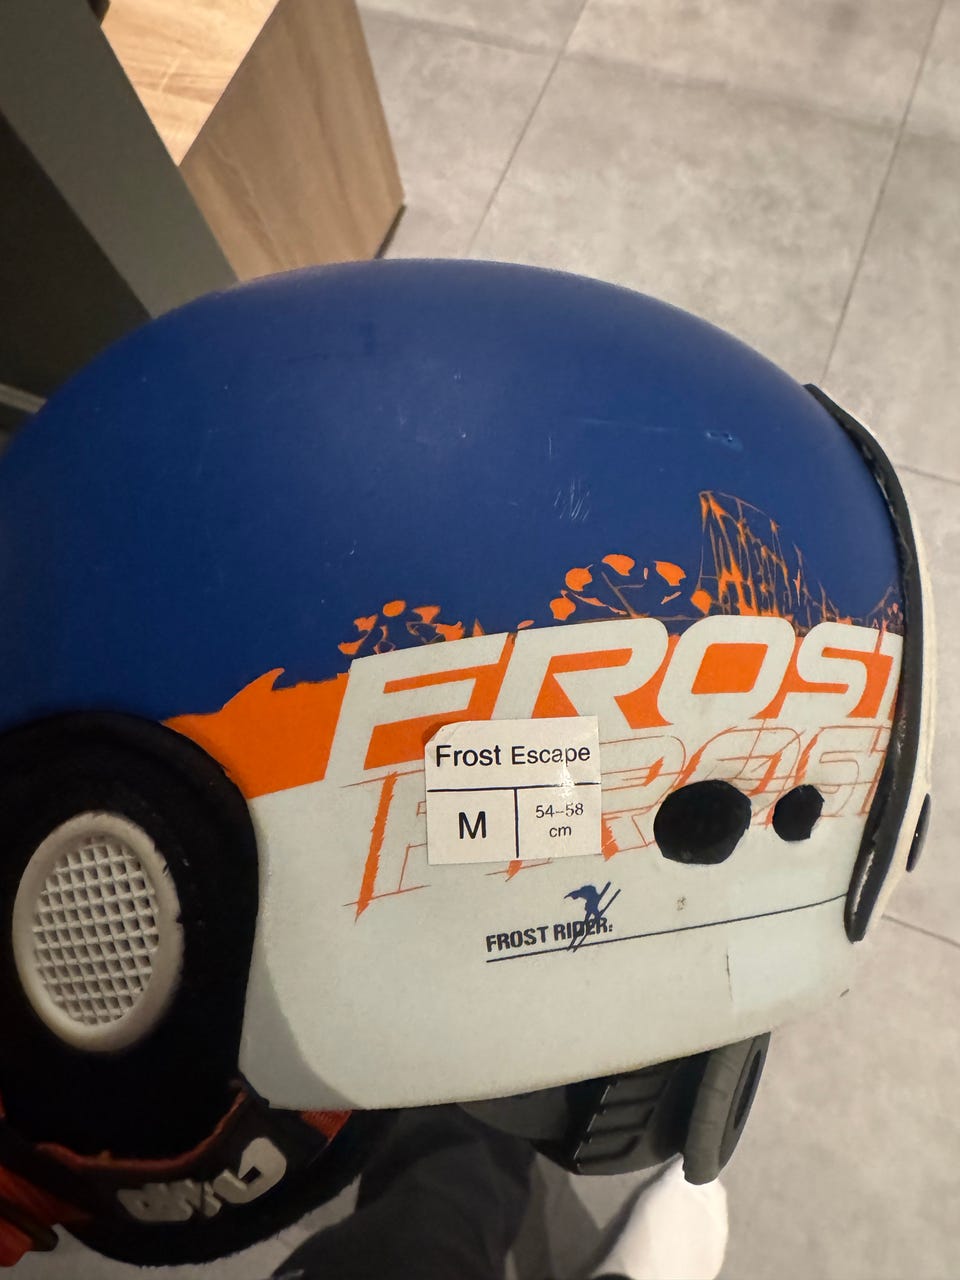 FROST
FROST
Frost Escape
M
54-58
cm
FROST RIDER.